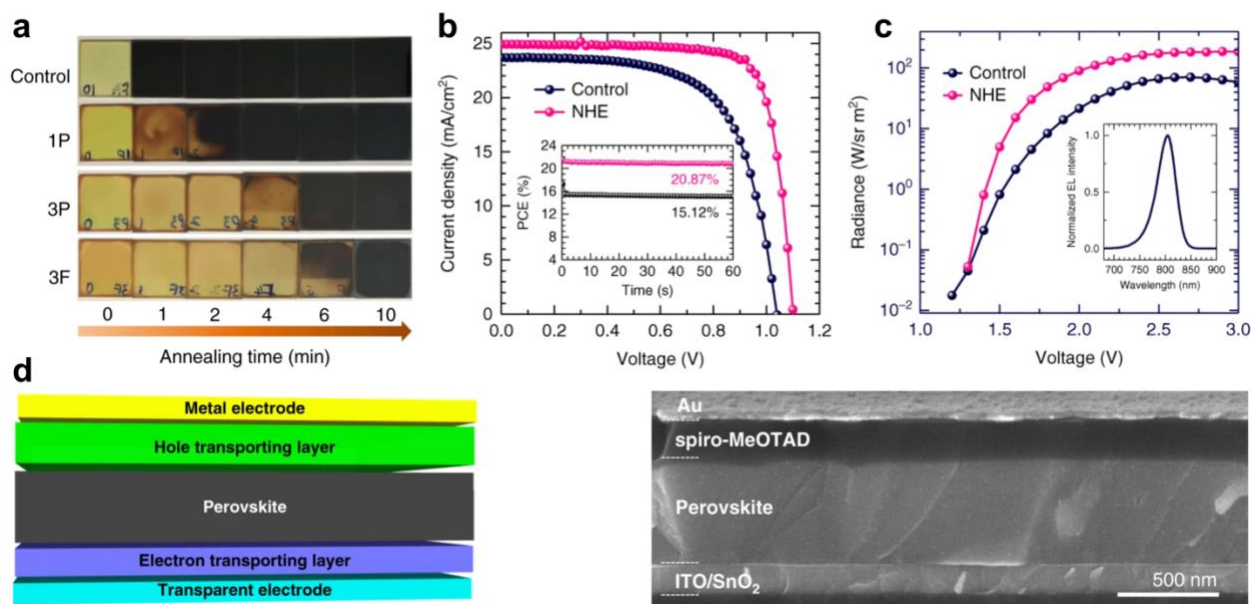 a
Control
1P
3P
3F
0 1 2 4 6 10
Annealing time (min)
b
Current density (mA/cm²)
25
20
15
10
5
0
Control
NHE
PCE (%)
24
20
16
12
8
4
20.87%
15.12%
0 10 20 30 40 50 60
Time (s)
0.0 0.2 0.4 0.6 0.8 1.0 1.2
Voltage (V)
c
Radiance (W/sr m²)
10²
10¹
10⁰
10⁻¹
10⁻²
Control
NHE
Normalized EL intensity
1.0
0.5
0.0
700 750 800 850 900
Wavelength (nm)
1.0 1.5 2.0 2.5 3.0
Voltage (V)
d
Metal electrode
Hole transporting layer
Perovskite
Electron transporting layer
Transparent electrode
Au
spiro-MeOTAD
Perovskite
ITO/SnO₂
500 nm